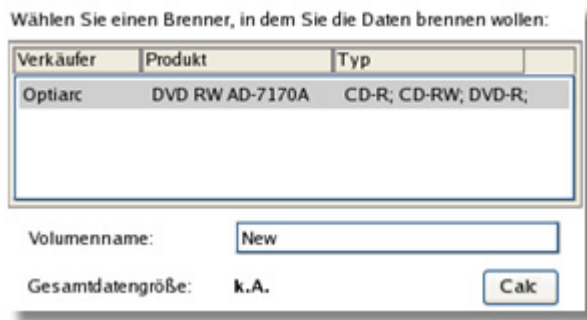 Wählen Sie einen Brenner, in dem Sie die Daten brennen wollen:
Verkäufer Produkt Typ
Optiarc DVD RW AD-7170A CD-R; CD-RW; DVD-R;
Volumenname: New
Gesamtdatengröße: k.A. Calc